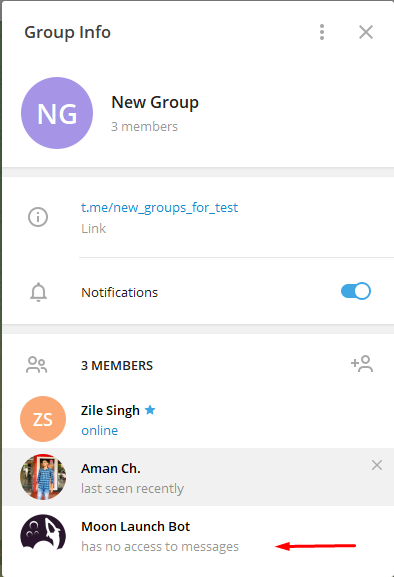 Group Info
NG
New Group
3 members
t.me/new_groups_for_test
Link
Notifications
3 MEMBERS
ZS
Zile Singh
online
Aman Ch.
last seen recently
Moon Launch Bot
has no access to messages